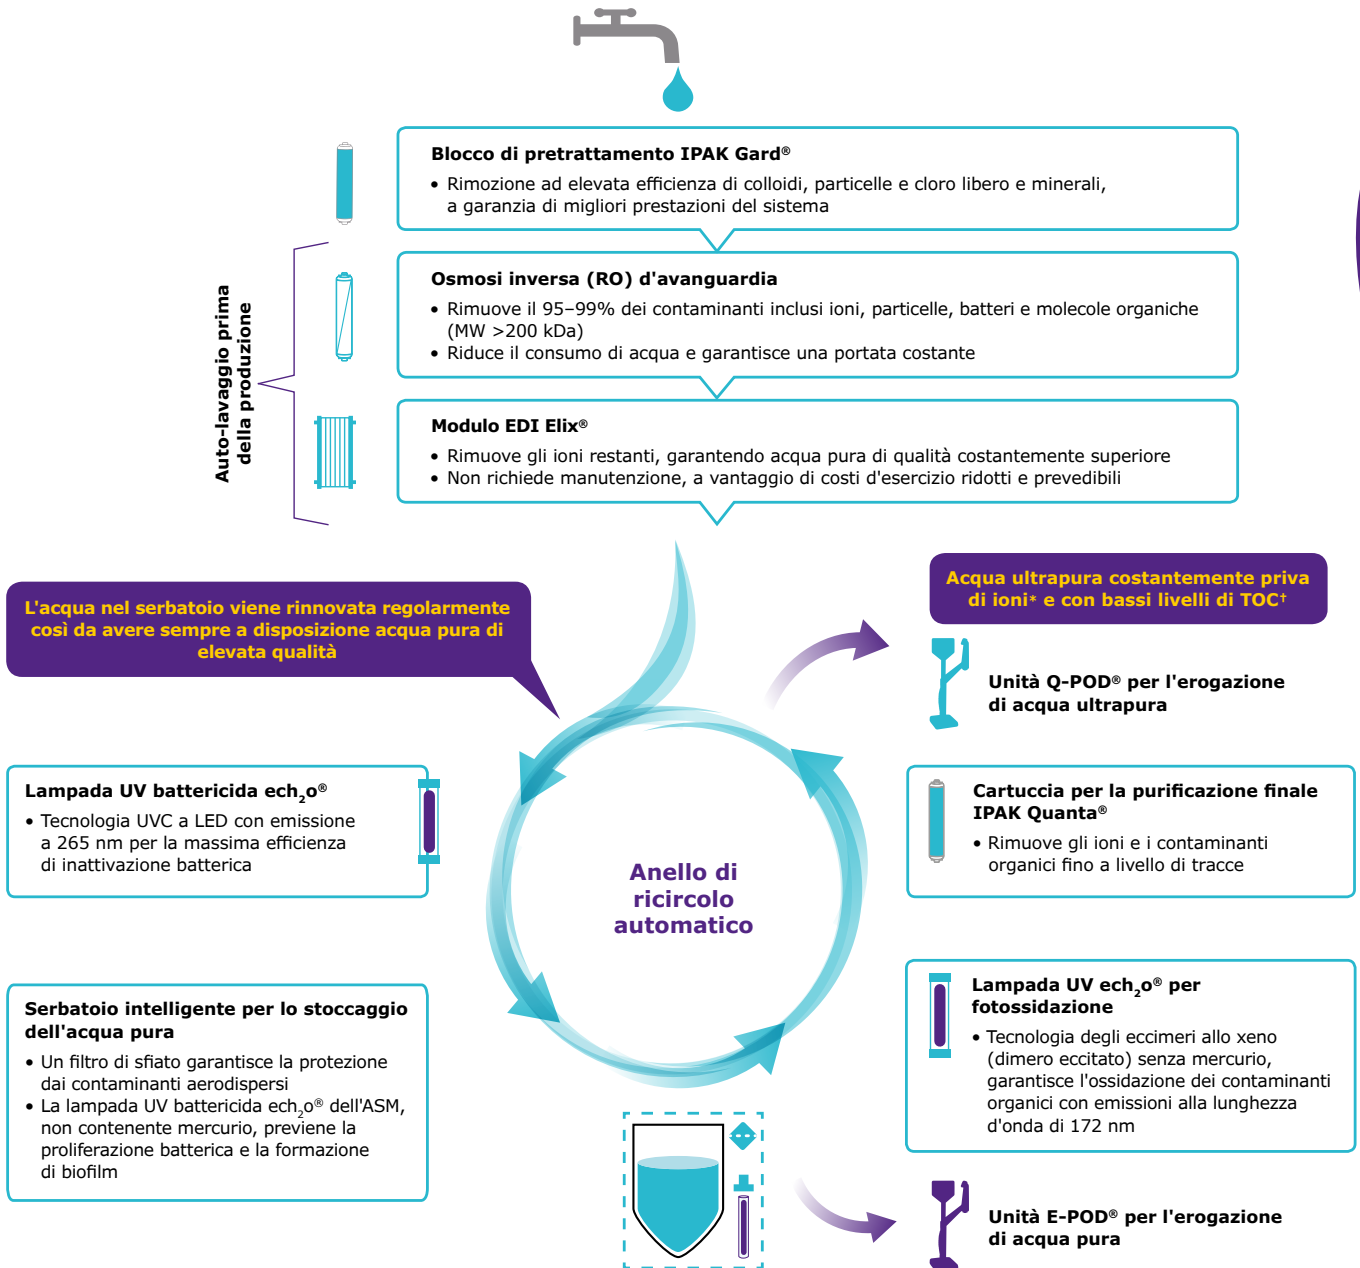 Blocco di pretrattamento IPAK Gard®
• Rimozione ad elevata efficienza di colloidi, particelle e cloro libero e minerali,
a garanzia di migliori prestazioni del sistema
Auto-lavaggio prima
della produzione
Osmosi inversa (RO) d'avanguardia
• Rimuove il 95–99% dei contaminanti inclusi ioni, particelle, batteri e molecole organiche
(MW >200 kDa)
• Riduce il consumo di acqua e garantisce una portata costante
Modulo EDI Elix®
• Rimuove gli ioni restanti, garantendo acqua pura di qualità costantemente superiore
• Non richiede manutenzione, a vantaggio di costi d'esercizio ridotti e prevedibili
L'acqua nel serbatoio viene rinnovata regolarmente
così da avere sempre a disposizione acqua pura di
elevata qualità
Lampada UV battericida ech₂o®
• Tecnologia UVC a LED con emissione
a 265 nm per la massima efficienza
di inattivazione batterica
Serbatoio intelligente per lo stoccaggio
dell'acqua pura
• Un filtro di sfiato garantisce la protezione
dai contaminanti aerodispersi
• La lampada UV battericida ech₂o® dell'ASM,
non contenente mercurio, previene la
proliferazione batterica e la formazione
di biofilm
Anello di
ricircolo
automatico
Acqua ultrapura costantemente priva
di ioni* e con bassi livelli di TOC†
Unità Q-POD® per l'erogazione
di acqua ultrapura
Cartuccia per la purificazione finale
IPAK Quanta®
• Rimuove gli ioni e i contaminanti
organici fino a livello di tracce
Lampada UV ech₂o® per
fotossidazione
• Tecnologia degli eccimeri allo xeno
(dimero eccitato) senza mercurio,
garantisce l'ossidazione dei contaminanti
organici con emissioni alla lunghezza
d'onda di 172 nm
Unità E-POD® per l'erogazione
di acqua pura